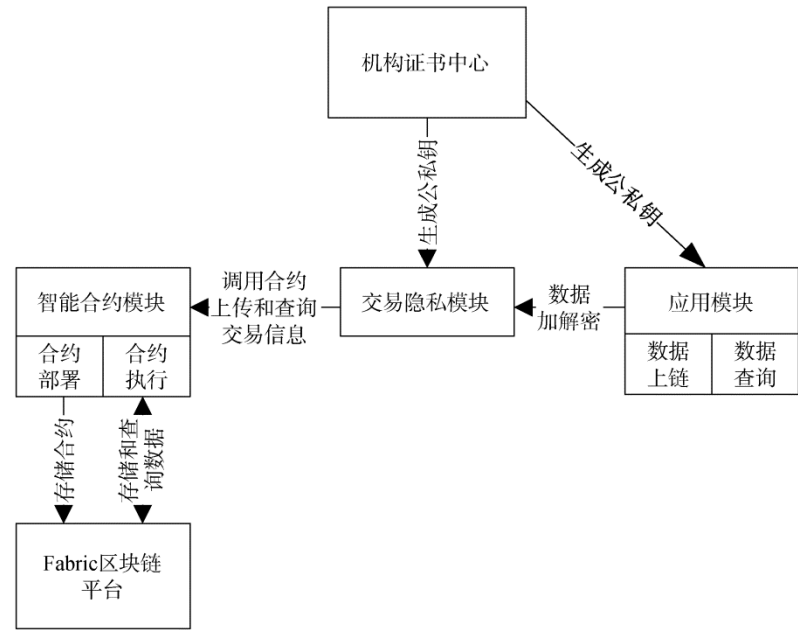 机构证书中心
生成公私钥
生成公私钥
智能合约模块
合约
部署
合约
执行
调用合约
上传和查询
交易信息
交易隐私模块
数据
加解密
应用模块
数据
上链
数据
查询
存储合约
存储和查
询数据
Fabric区块链
平台